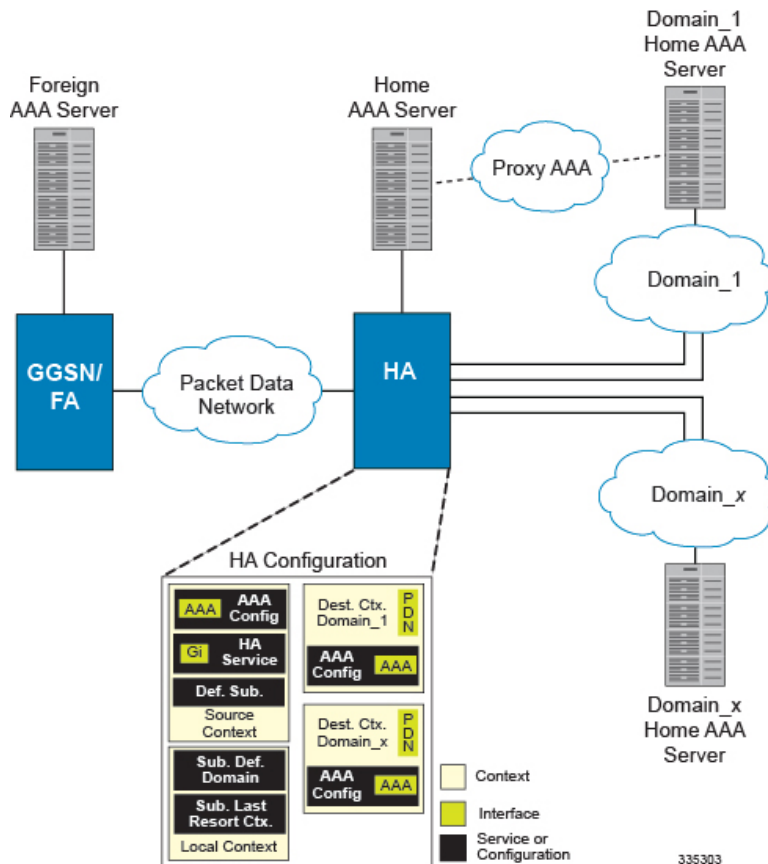 Domain_1
Home AAA
Server
Foreign
AAA Server
Home
AAA Server
Proxy AAA
Domain_1
GGSN/
FA
Packet Data
Network
HA
Domain_x
HA Configuration
AAA
AAA
Config
Gi
HA
Service
Def. Sub.
Source
Context
Sub. Def.
Domain
Sub. Last
Resort Ctx.
Local Context
Dest. Ctx.
Domain_1
PDN
AAA
Config
AAA
Dest. Ctx.
Domain_x
PDN
AAA
Config
AAA
Domain_x
Home AAA
Server
Context
Interface
Service or
Configuration
335303